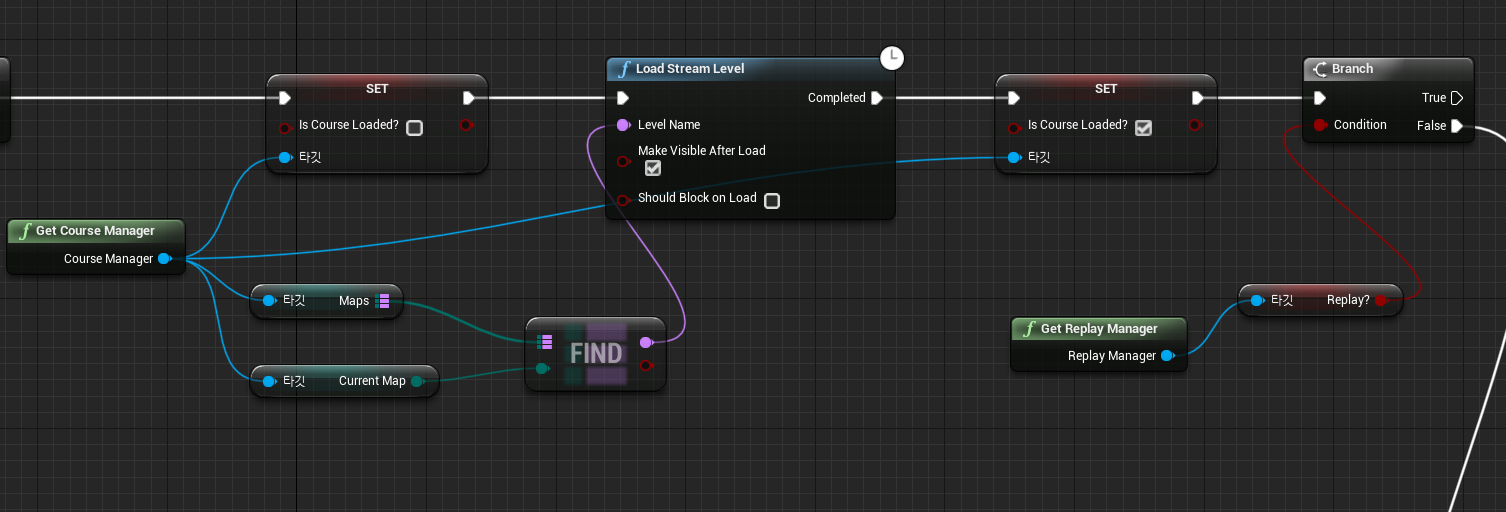 SET
Is Course Loaded?
타깃
f Get Course Manager
Course Manager
타깃 Maps
타깃 Current Map
FIND
f Load Stream Level
Completed
Level Name
Make Visible After Load
Should Block on Load
SET
Is Course Loaded?
타깃
f Get Replay Manager
Replay Manager
타깃 Replay?
Branch
True
Condition False